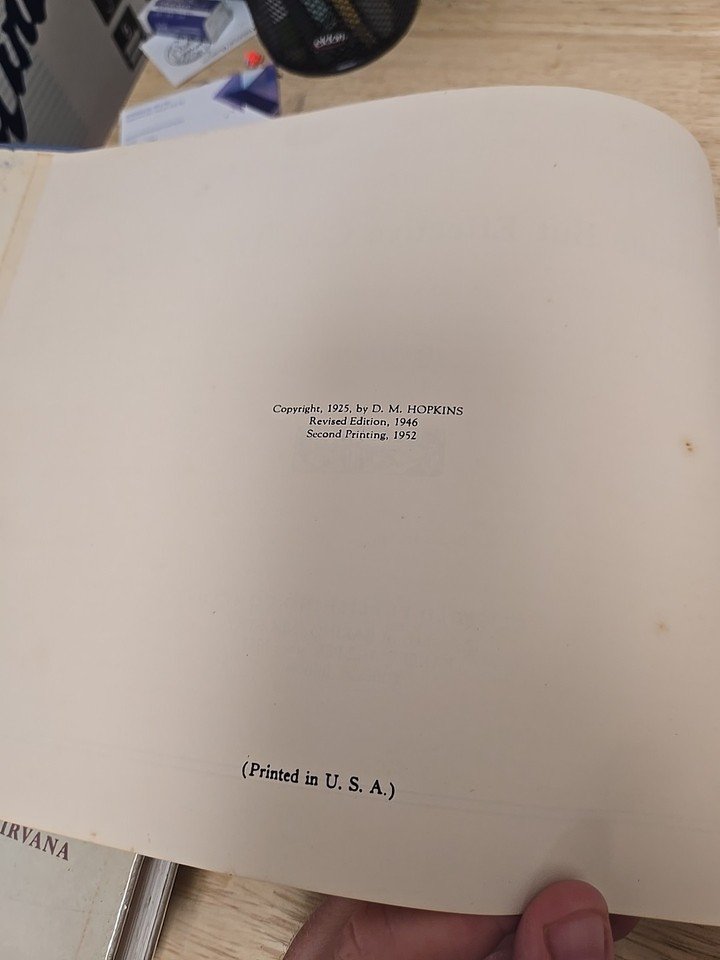 Copyright, 1925, by D. M. HOPKINS
Revised Edition, 1946
Second Printing, 1952
(Printed in U. S. A.)
IRVANA